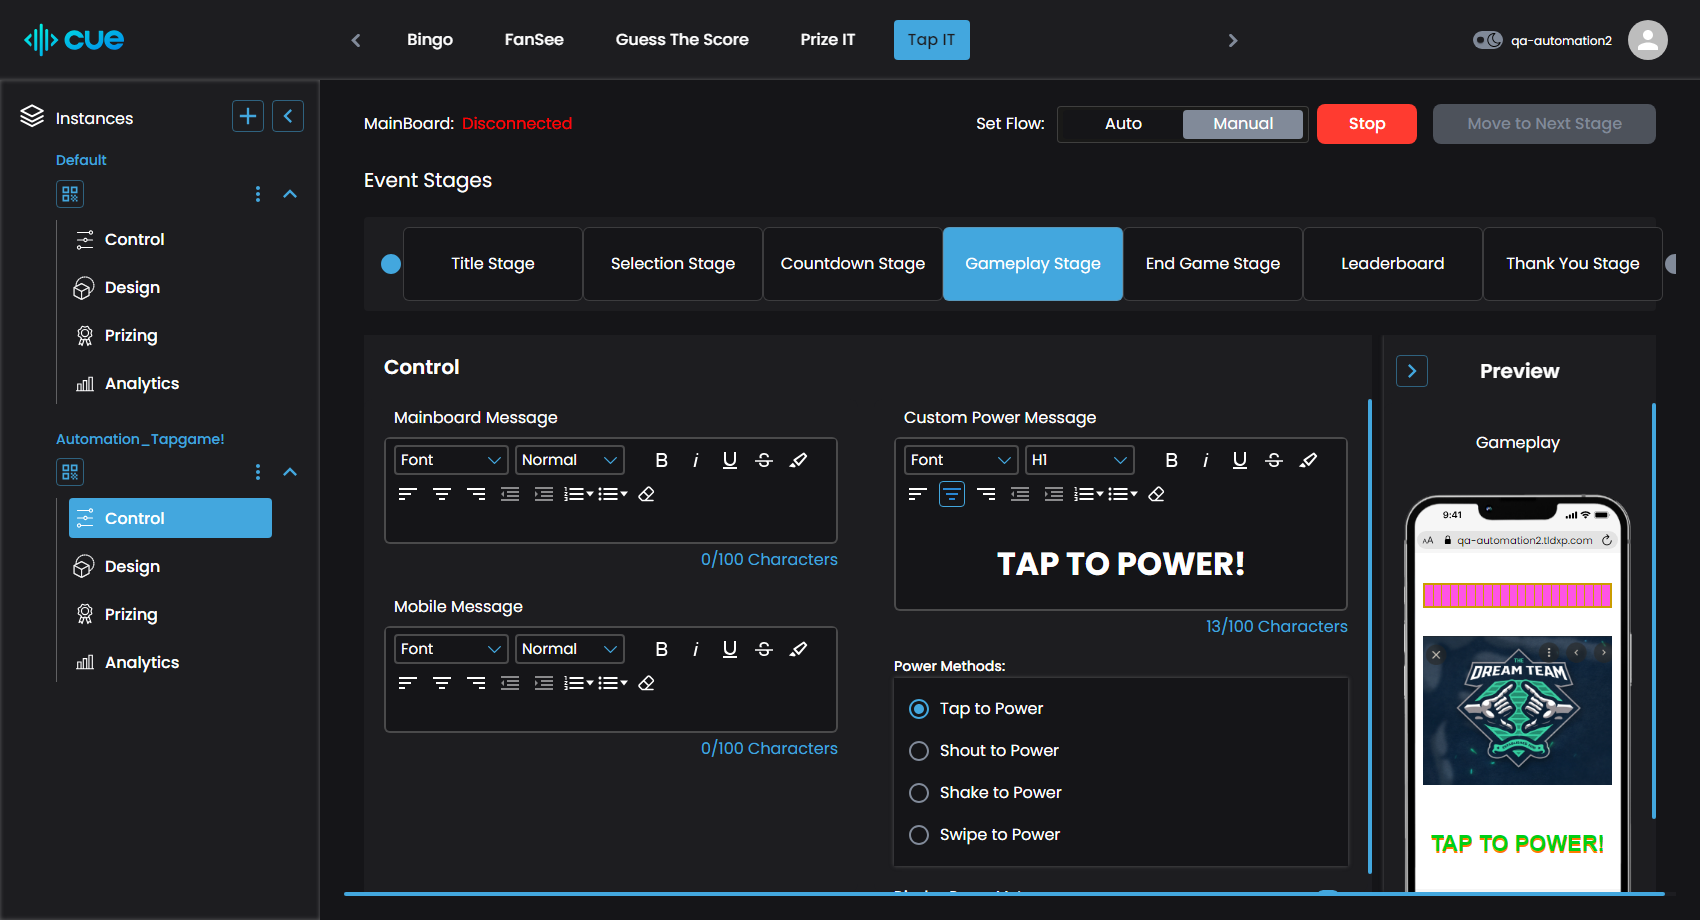 cue
Bingo
FanSee
Guess The Score
Prize IT
Tap IT
qa-automation2
Instances
Default
Control
Design
Prizing
Analytics
Automation_Tapgame!
Control
Design
Prizing
Analytics
MainBoard: Disconnected
Set Flow:
Auto
Manual
Stop
Move to Next Stage
Event Stages
Title Stage
Selection Stage
Countdown Stage
Gameplay Stage
End Game Stage
Leaderboard
Thank You Stage
Control
Mainboard Message
Font
Normal
B i U S
0/100 Characters
Mobile Message
Font
Normal
B i U S
0/100 Characters
Custom Power Message
Font
H1
B i U S
TAP TO POWER!
13/100 Characters
Power Methods:
Tap to Power
Shout to Power
Shake to Power
Swipe to Power
Preview
Gameplay
9:41
AA qa-automation2.tldxp.com
THE
DREAM TEAM
TAP TO POWER!